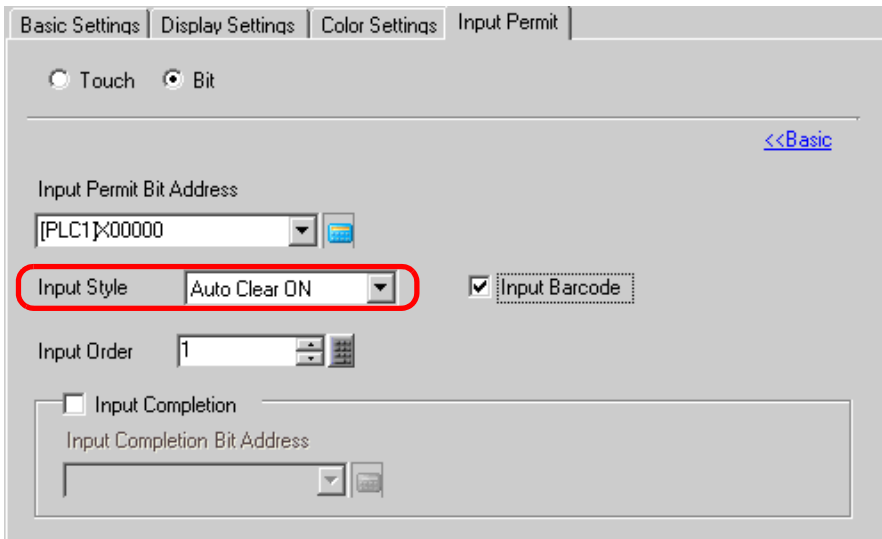 Basic Settings Display Settings Color Settings Input Permit
Touch Bit
<<Basic
Input Permit Bit Address
[PLC1]X00000
Input Style Auto Clear ON Input Barcode
Input Order 1
Input Completion
Input Completion Bit Address